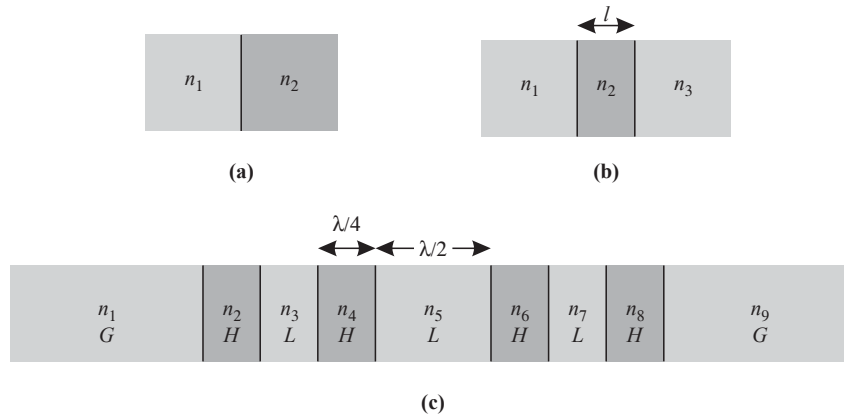 l
n1 n2
n1 n2 n3
(a) (b)
λ/4
λ/2
n1 n2 n3 n4 n5 n6 n7 n8 n9
G H L H L H L H G
(c)